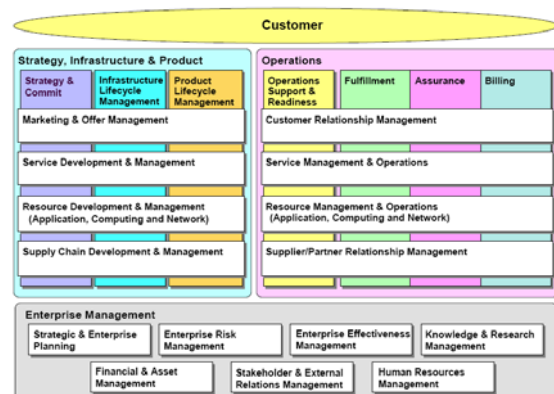 Customer
Strategy, Infrastructure & Product
Strategy &
Commit
Infrastructure
Lifecycle
Management
Product
Lifecycle
Management
Marketing & Offer Management
Service Development & Management
Resource Development & Management
(Application, Computing and Network)
Supply Chain Development & Management
Operations
Operations
Support &
Readiness
Fulfillment
Assurance
Billing
Customer Relationship Management
Service Management & Operations
Resource Management & Operations
(Application, Computing and Network)
Supplier/Partner Relationship Management
Enterprise Management
Strategic & Enterprise
Planning
Enterprise Risk
Management
Enterprise Effectiveness
Management
Knowledge & Research
Management
Financial & Asset
Management
Stakeholder & External
Relations Management
Human Resources
Management